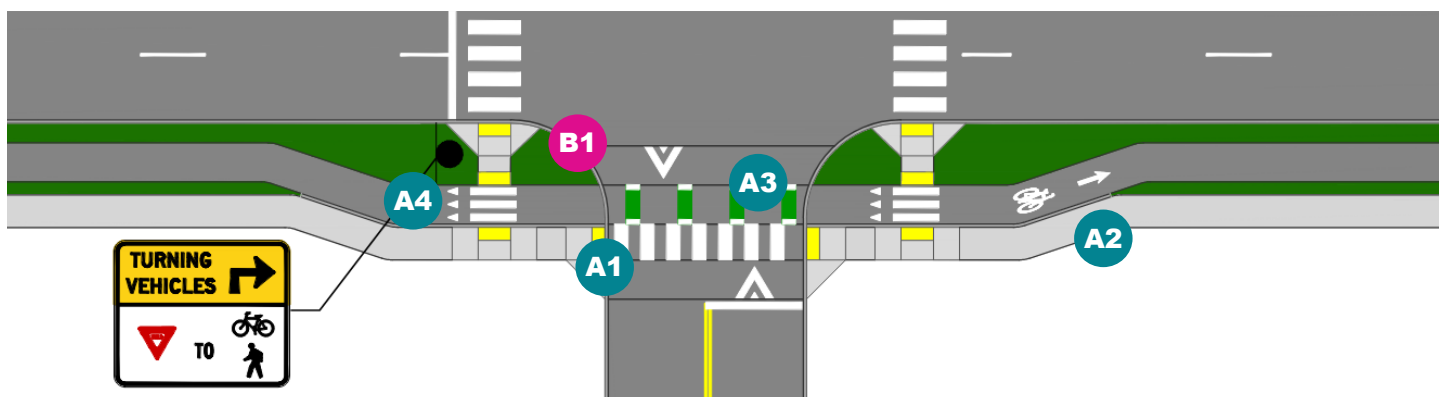 B1
A3
A4
A2
A1
TURNING
VEHICLES
TO